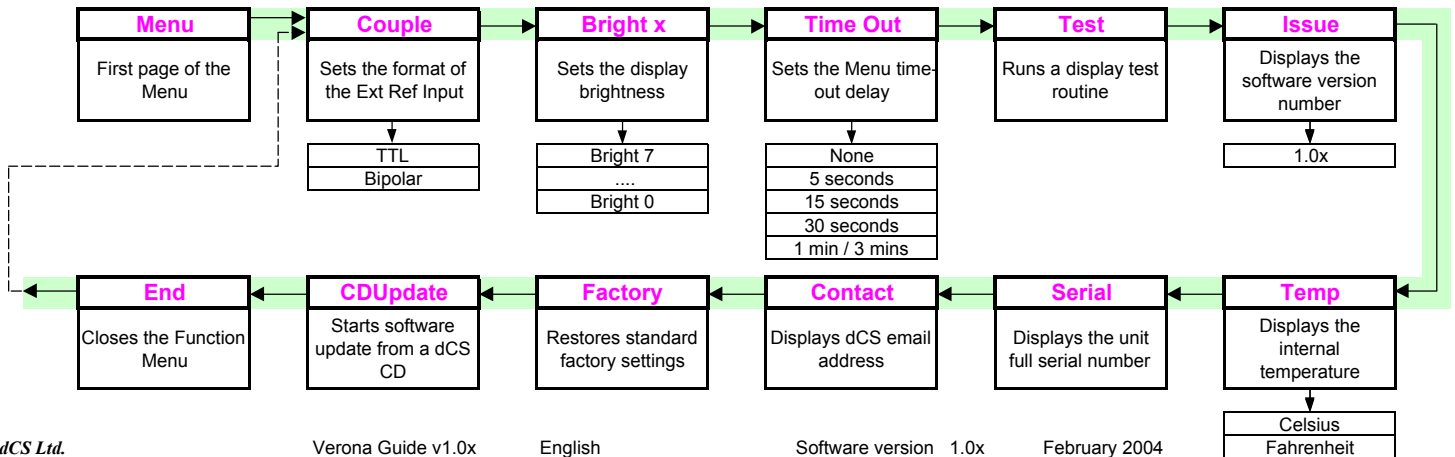 Menu
First page of the
Menu
Couple
Sets the format of
the Ext Ref Input
TTL
Bipolar
Bright x
Sets the display
brightness
Bright 7
....
Bright 0
Time Out
Sets the Menu time-
out delay
None
5 seconds
15 seconds
30 seconds
1 min / 3 mins
Test
Runs a display test
routine
Issue
Displays the
software version
number
1.0x
End
Closes the Function
Menu
CDUpdate
Starts software
update from a dCS
CD
Factory
Restores standard
factory settings
Contact
Displays dCS email
address
Serial
Displays the unit
full serial number
Temp
Displays the
internal
temperature
Celsius
Fahrenheit
dCS Ltd. Verona Guide v1.0x English Software version 1.0x February 2004